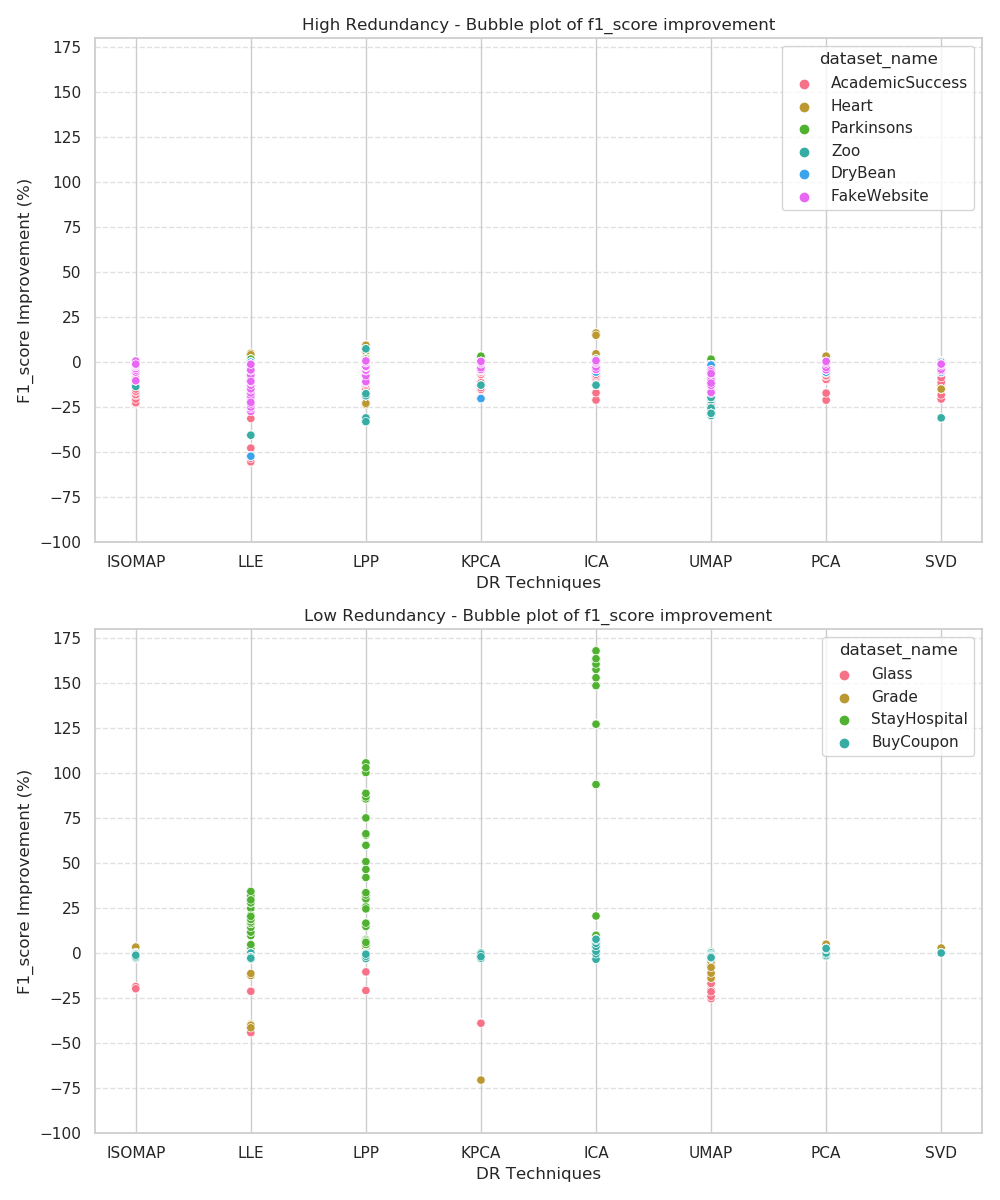 High Redundancy - Bubble plot of f1_score improvement
dataset_name
AcademicSuccess
Heart
Parkinsons
Zoo
DryBean
FakeWebsite
F1_score Improvement (%)
175
150
125
100
75
50
25
0
−25
−50
−75
−100
ISOMAP LLE LPP KPCA ICA UMAP PCA SVD
DR Techniques
Low Redundancy - Bubble plot of f1_score improvement
dataset_name
Glass
Grade
StayHospital
BuyCoupon
F1_score Improvement (%)
175
150
125
100
75
50
25
0
−25
−50
−75
−100
ISOMAP LLE LPP KPCA ICA UMAP PCA SVD
DR Techniques